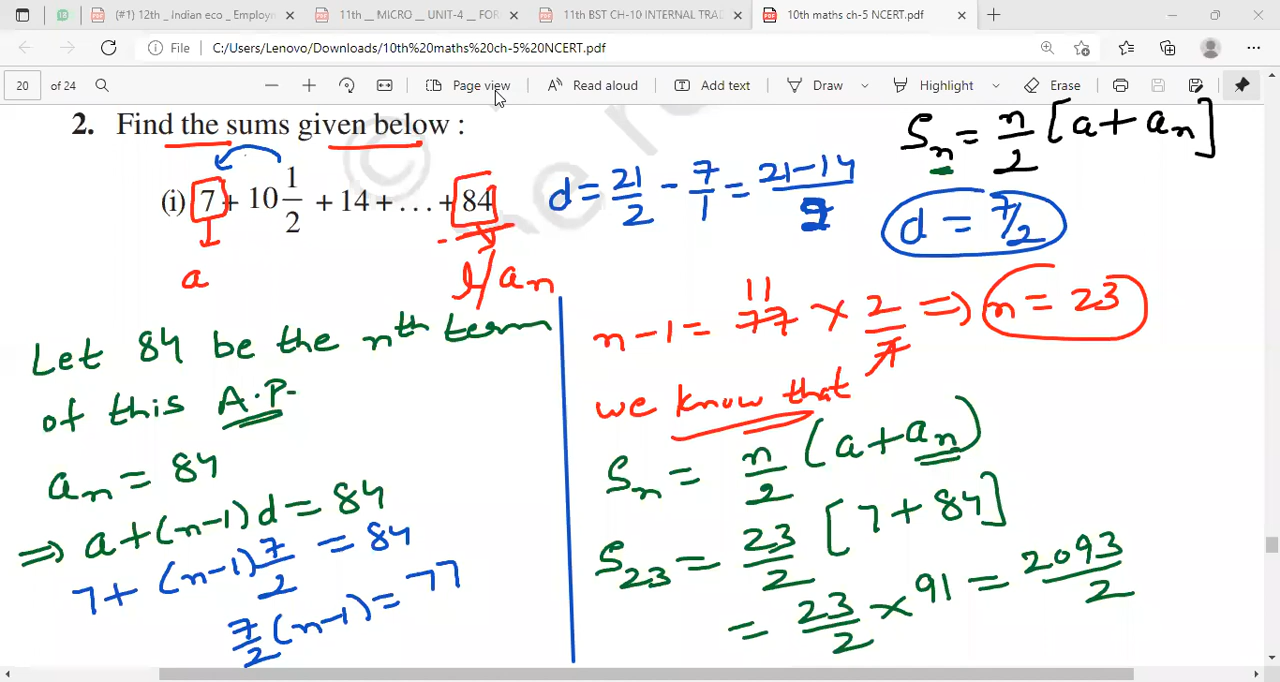 (#1) 12th _ Indian eco _ Employm
11th __ MICRO __ UNIT-4 __ FOR
11th BST CH-10 INTERNAL TRAD
10th maths ch-5 NCERT.pdf
File C:/Users/Lenovo/Downloads/10th%20maths%20ch-5%20NCERT.pdf
20 of 24 Page view Read aloud Add text Draw Highlight Erase
2. Find the sums given below :
Sn = n/2 [a + an]
(i) 7 + 10 1/2 + 14 + . . . + 84
d = 21/2 - 7/1 = 21-14/2
d = 7/2
a
l/an
n-1 = 77 × 2/7 ⇒ n = 23
11
Let 84 be the nth term
of this A.P.
an = 84
⇒ a+(n-1)d = 84
7+ (n-1)7/2 = 84
7/2(n-1) = 77
we know that
Sn = n/2 (a+an)
S23 = 23/2 [7+84]
= 23/2 × 91 = 2093/2